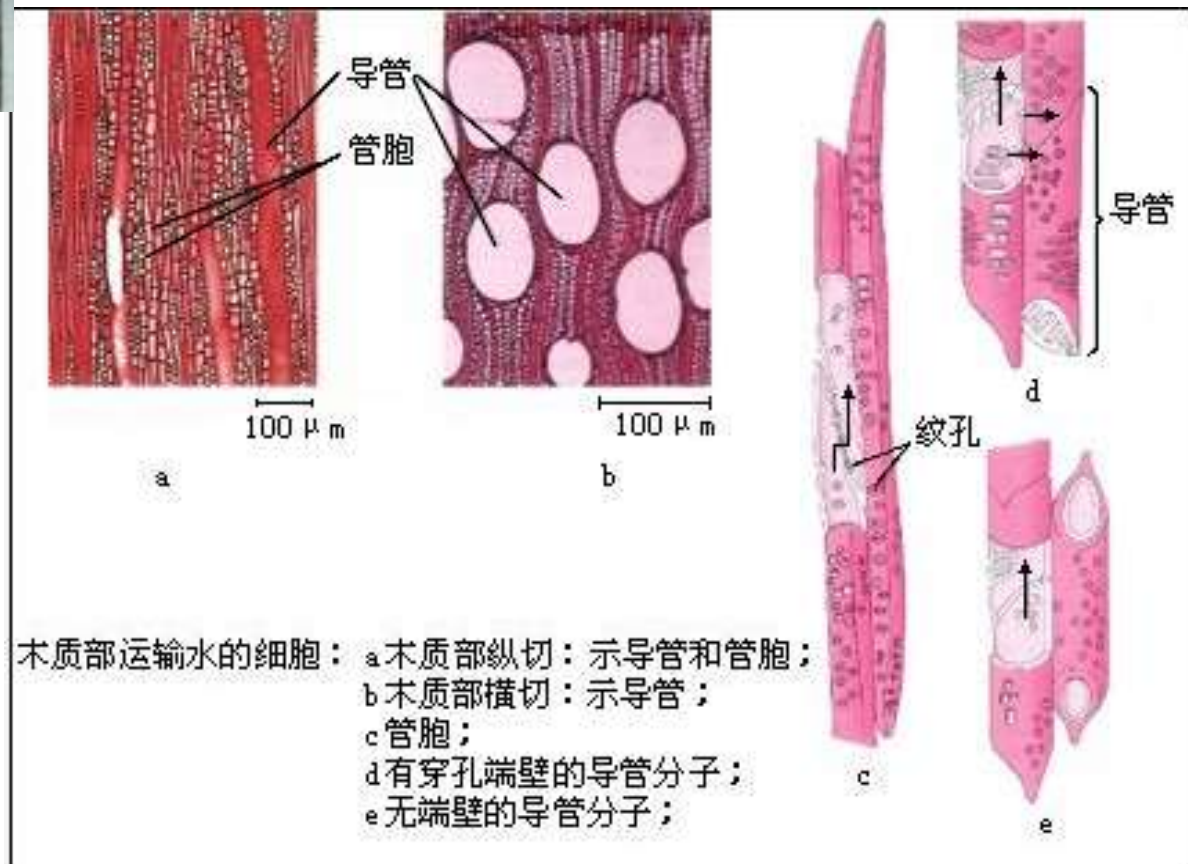 导管
管胞
100 μm
a
100 μm
b
纹孔
c
导管
d
e
木质部运输水的细胞：a木质部纵切：示导管和管胞；
b木质部横切：示导管；
c管胞；
d有穿孔端壁的导管分子；
e无端壁的导管分子；